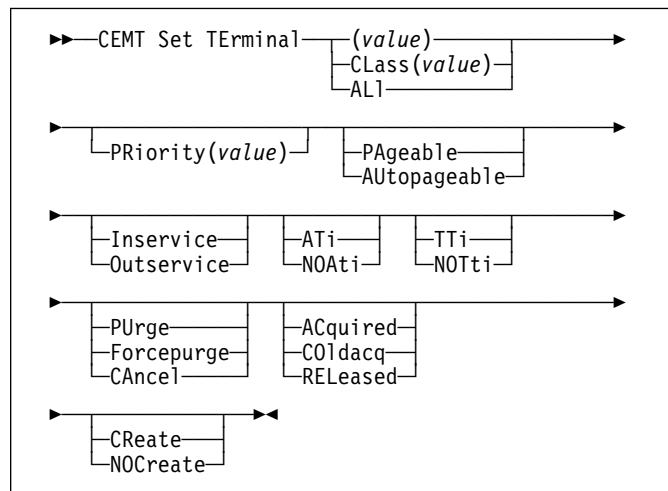 CEMT Set TErminal (value)
CLass(value)
ALl
PRiority(value) PAgeable
AUtopageable
Inservice ATi TTi
Outservice NOAti NOTti
PUrge ACquired
Forcepurge COldacq
CAncel RELeased
CReate
NOCreate